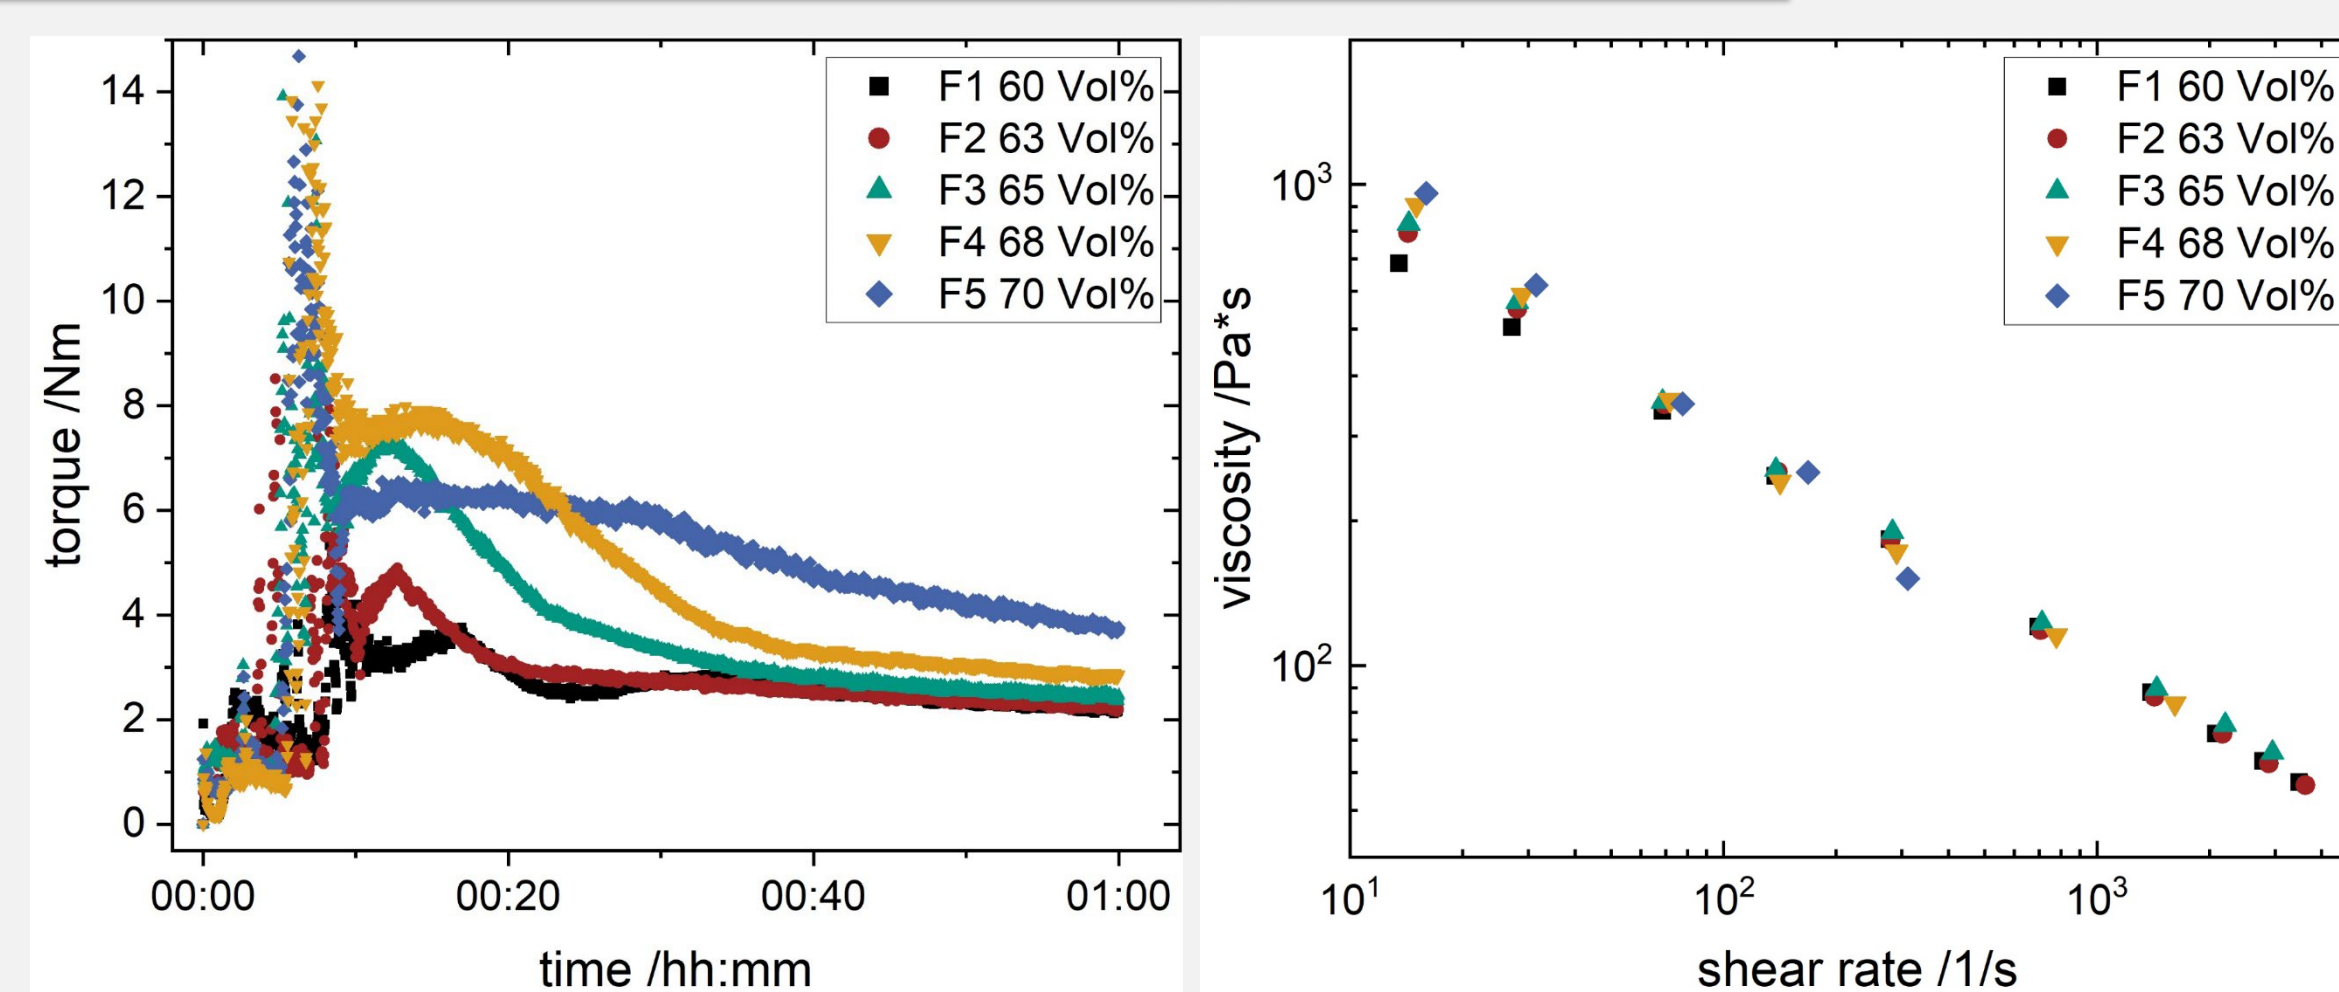 14
12
10
8
6
4
2
0
torque /Nm
00:00
00:20
00:40
01:00
time /hh:mm
F1 60 Vol%
F2 63 Vol%
F3 65 Vol%
F4 68 Vol%
F5 70 Vol%
10³
10²
viscosity /Pa*s
10¹
10²
10³
shear rate /1/s
F1 60 Vol%
F2 63 Vol%
F3 65 Vol%
F4 68 Vol%
F5 70 Vol%